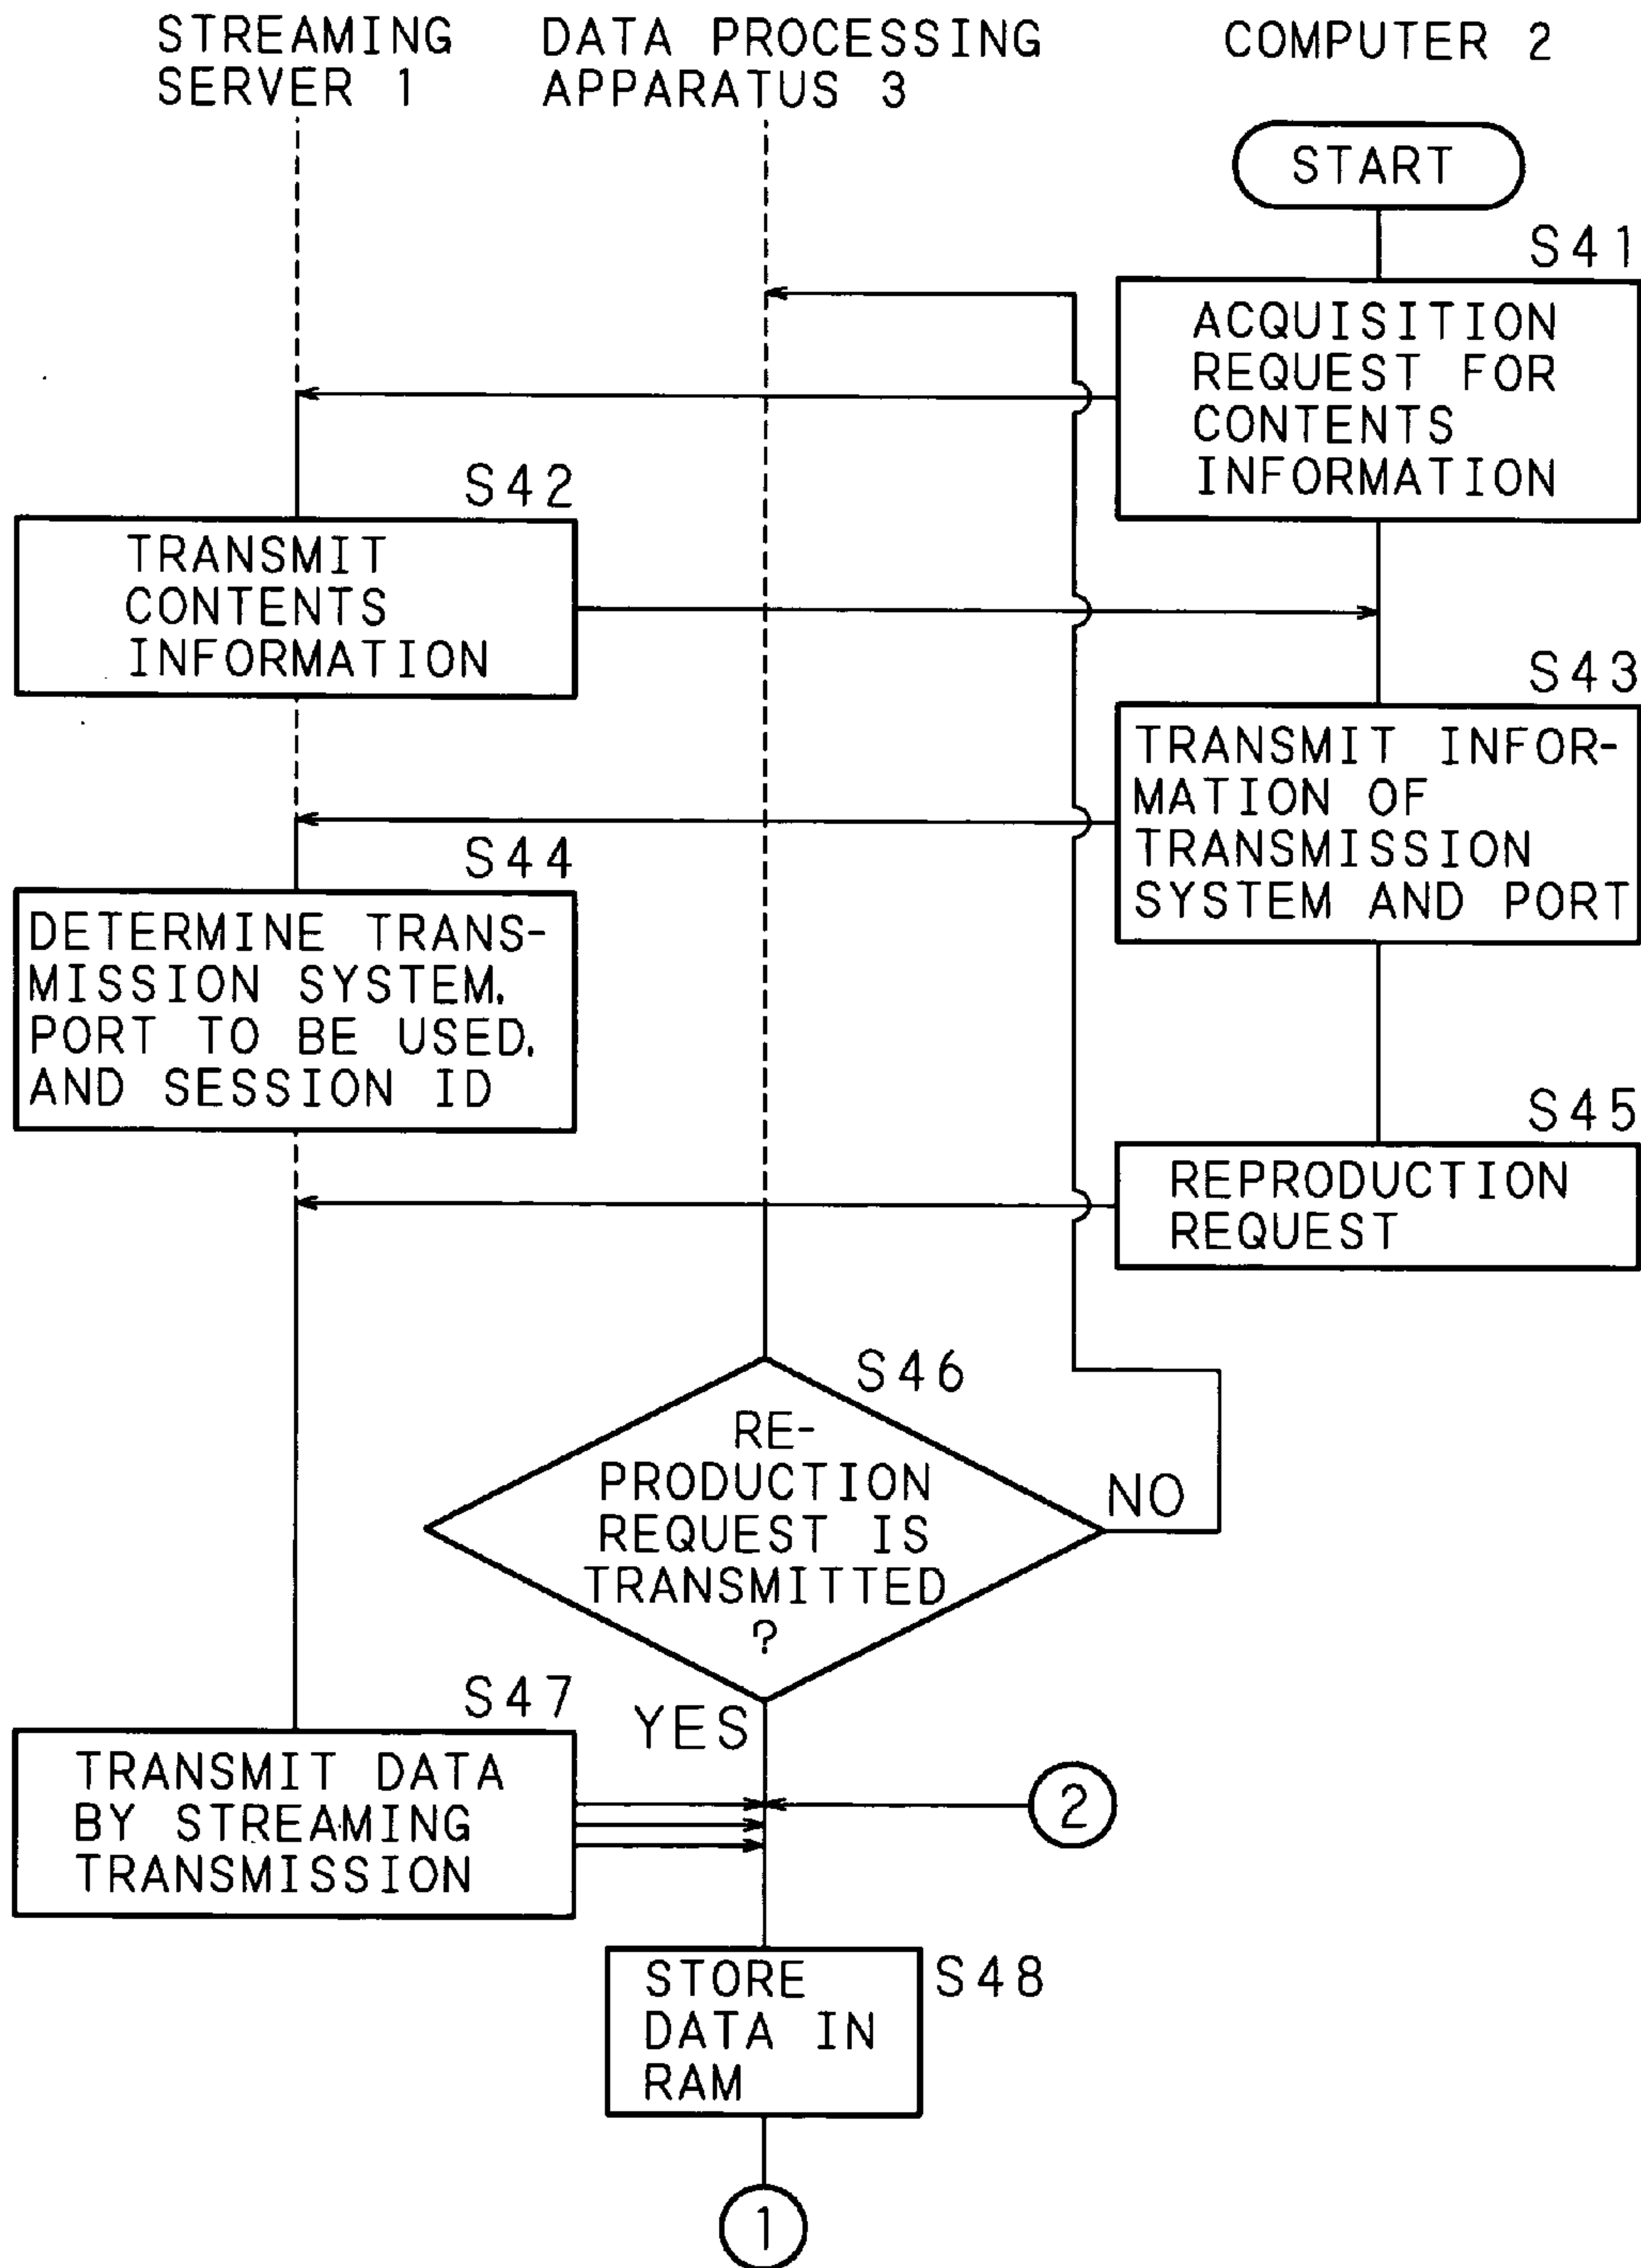 STREAMING
SERVER 1
DATA PROCESSING
APPARATUS 3
COMPUTER 2
START
S41
ACQUISITION
REQUEST FOR
CONTENTS
INFORMATION
S42
TRANSMIT
CONTENTS
INFORMATION
S43
TRANSMIT INFOR-
MATION OF
TRANSMISSION
SYSTEM AND PORT
S44
DETERMINE TRANS-
MISSION SYSTEM,
PORT TO BE USED,
AND SESSION ID
S45
REPRODUCTION
REQUEST
S46
RE-
PRODUCTION
REQUEST IS
TRANSMITTED
?
NO
YES
S47
TRANSMIT DATA
BY STREAMING
TRANSMISSION
2
S48
STORE
DATA IN
RAM
1